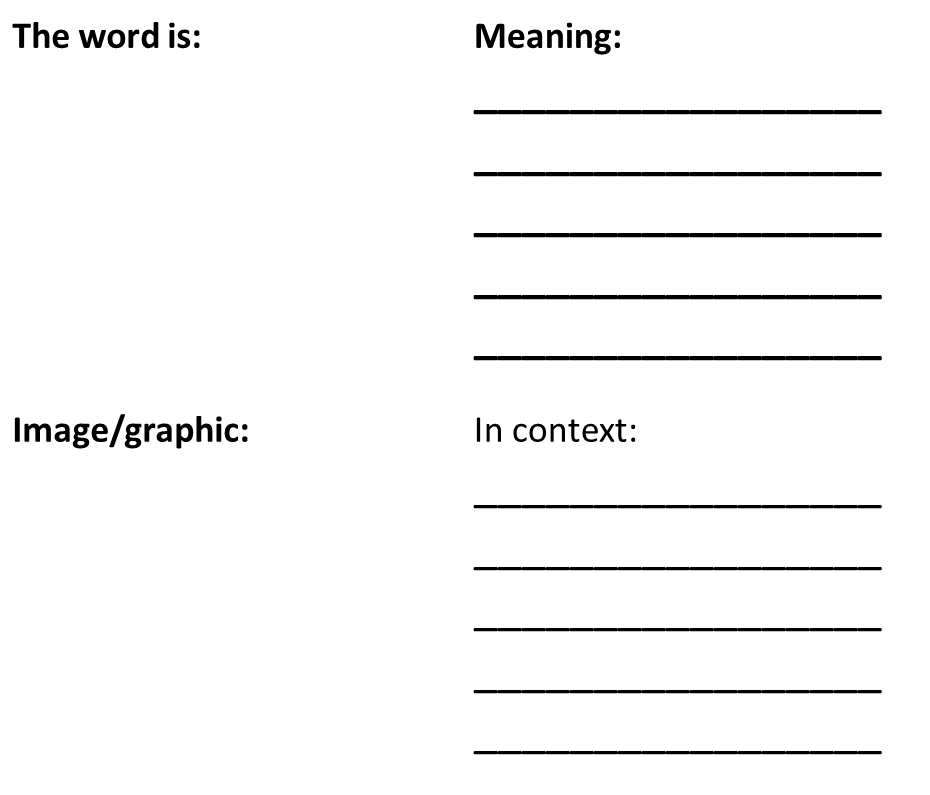 The word is:
Meaning:
Image/graphic:
In context: